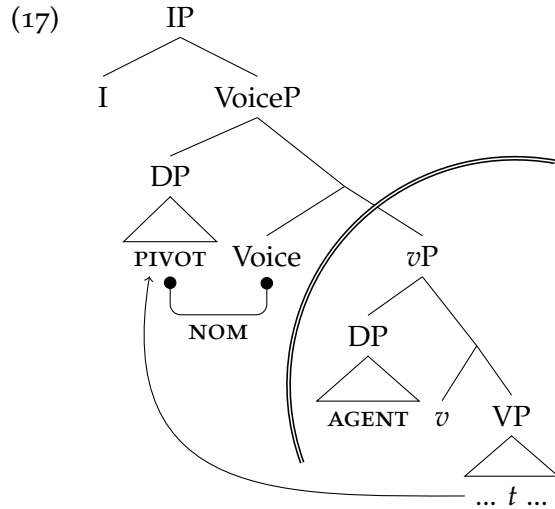 (17) IP
I VoiceP
DP
PIVOT Voice vP
NOM DP
AGENT v VP
... t ...